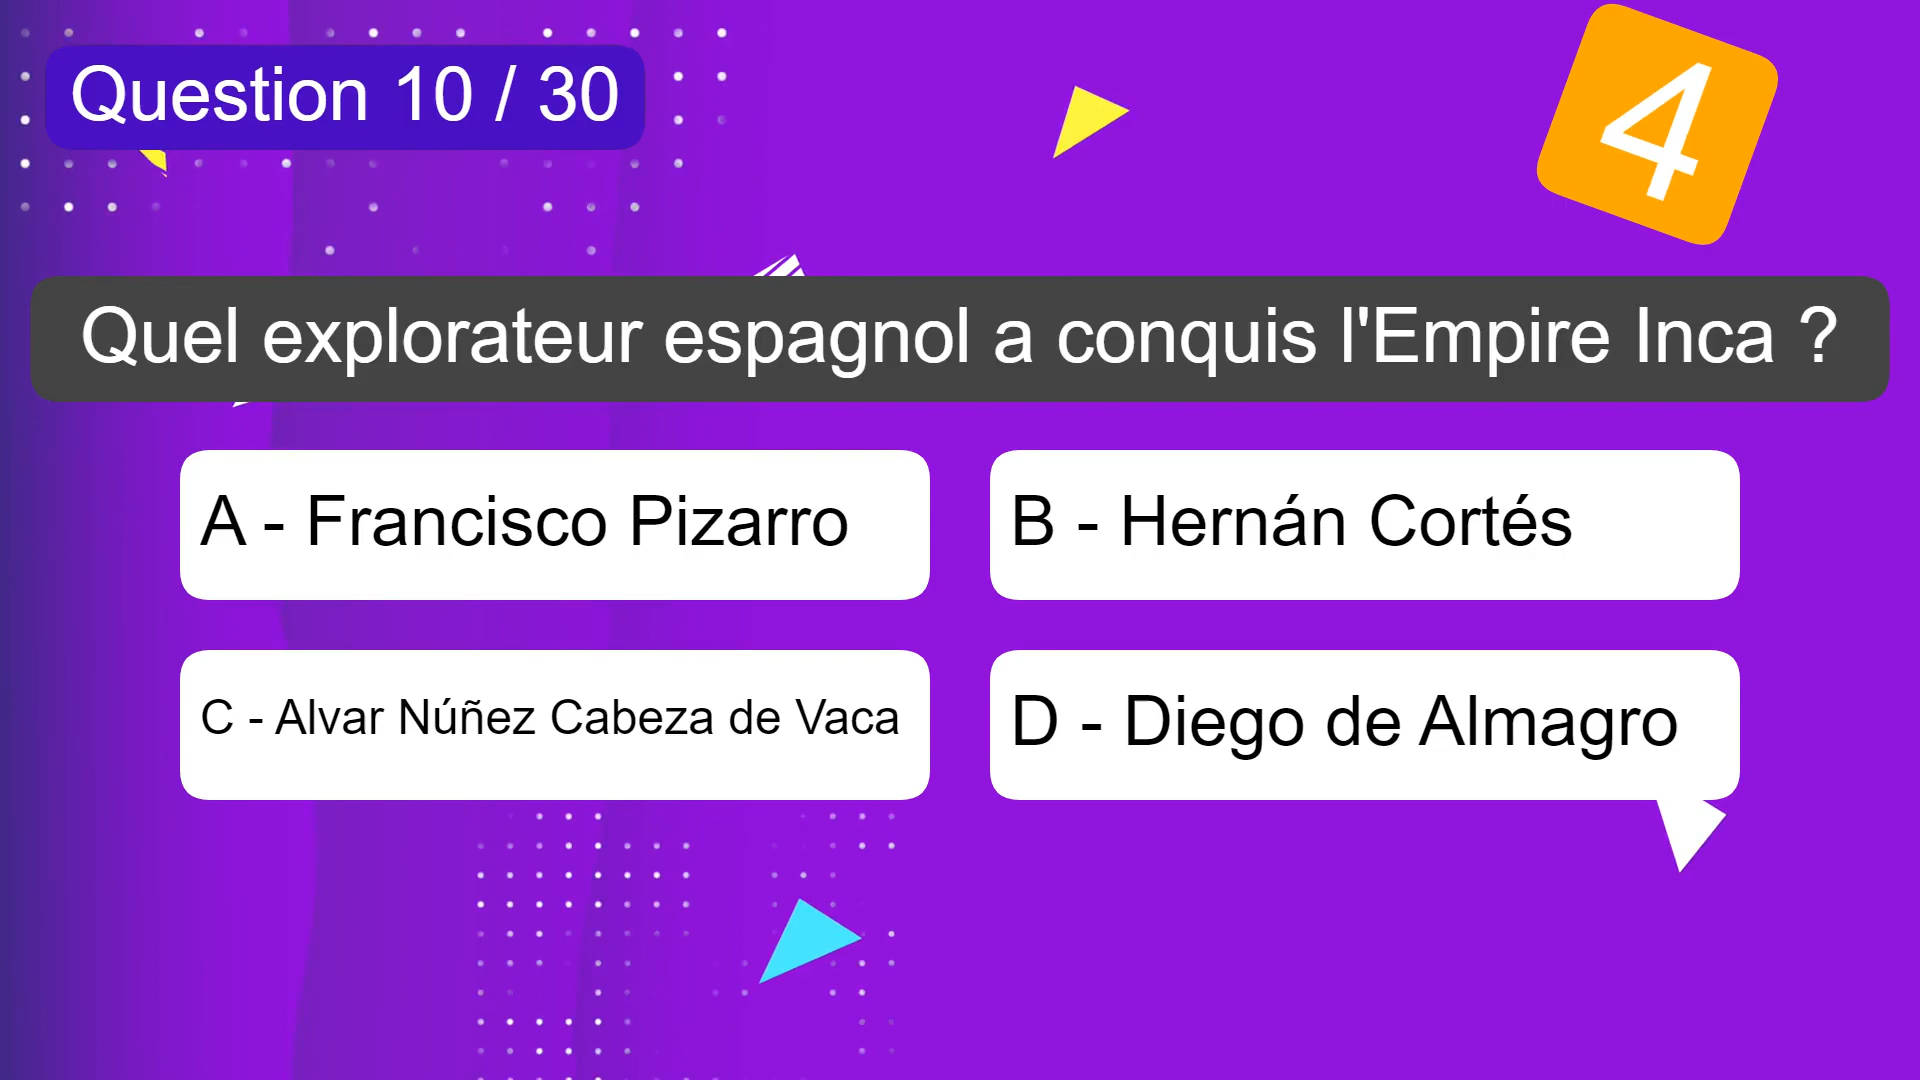 Question 10 / 30
4
Quel explorateur espagnol a conquis l'Empire Inca ?
A - Francisco Pizarro
B - Hernán Cortés
C - Alvar Núñez Cabeza de Vaca
D - Diego de Almagro